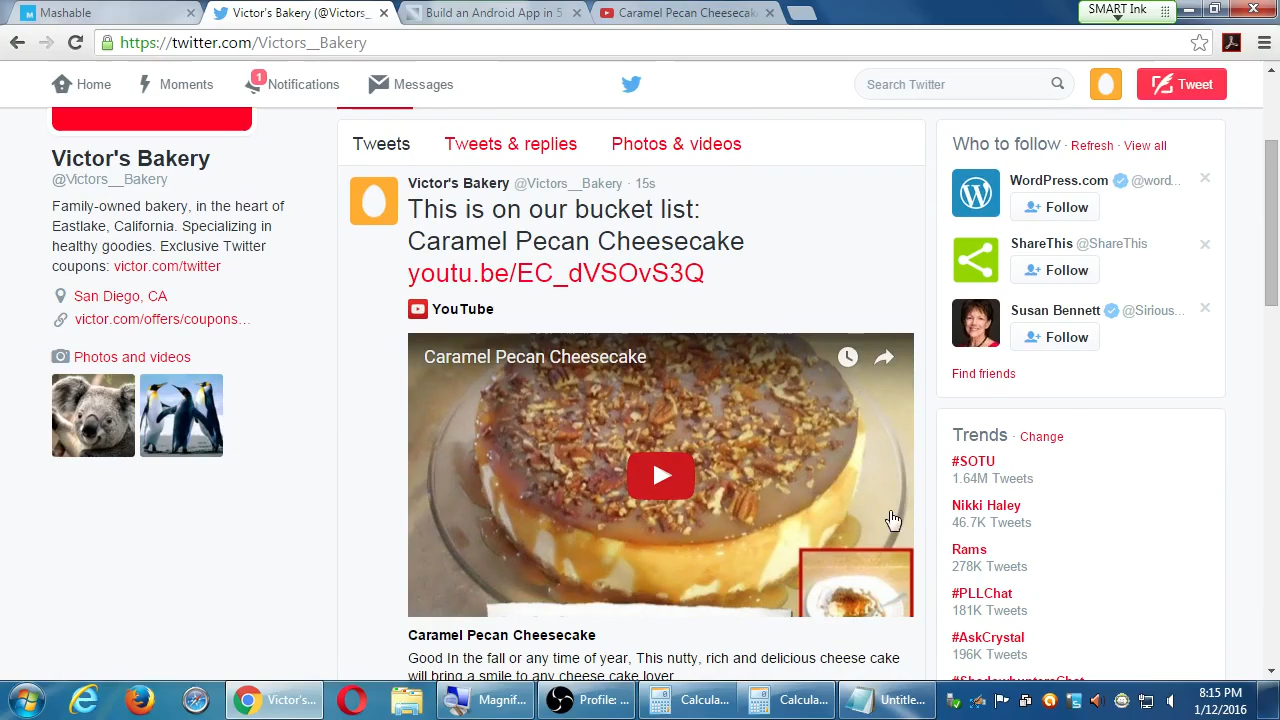 Mashable
Victor's Bakery (@Victors_
Build an Android App in 5
Caramel Pecan Cheeseca
SMART Ink
https://twitter.com/Victors__Bakery
Home
Moments
1
Notifications
Messages
Search Twitter
Tweet
Victor's Bakery
@Victors__Bakery
Family-owned bakery, in the heart of
Eastlake, California. Specializing in
healthy goodies. Exclusive Twitter
coupons: victor.com/twitter
San Diego, CA
victor.com/offers/coupons…
Photos and videos
Tweets Tweets & replies Photos & videos
Victor's Bakery @Victors__Bakery · 15s
This is on our bucket list:
Caramel Pecan Cheesecake
youtu.be/EC_dVSOvS3Q
YouTube
Caramel Pecan Cheesecake
Caramel Pecan Cheesecake
Good In the fall or any time of year, This nutty, rich and delicious cheese cake
will bring a smile to any cheese cake lover
Who to follow · Refresh · View all
WordPress.com @word...
Follow
ShareThis @ShareThis
Follow
Susan Bennett @Sirious...
Follow
Find friends
Trends · Change
#SOTU
1.64M Tweets
Nikki Haley
46.7K Tweets
Rams
278K Tweets
#PLLChat
181K Tweets
#AskCrystal
196K Tweets
#ShadowhuntersChat
Victor's...
Magnif...
Profile: ...
Calcula...
Calcula...
Untitle...
8:15 PM
1/12/2016